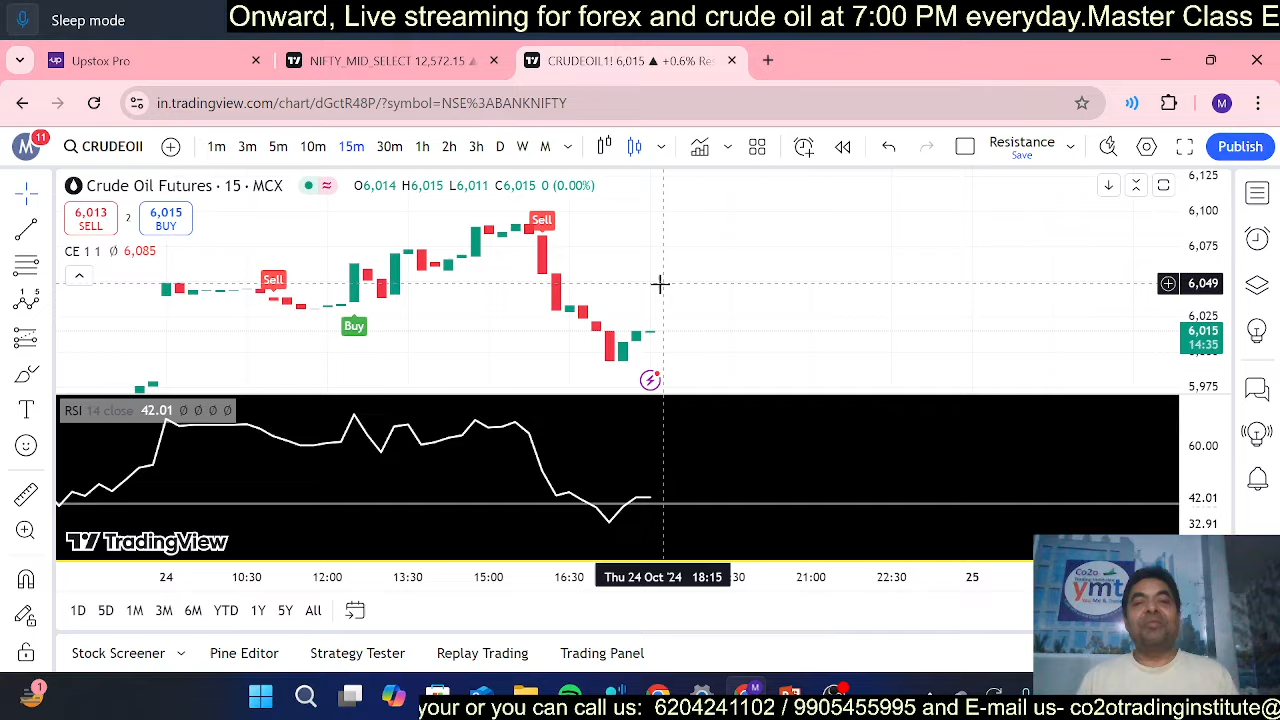 Sleep mode
Onward, Live streaming for forex and crude oil at 7:00 PM everyday.Master Class E
up Upstox Pro
NIFTY_MID_SELECT 12,572.15 ▲
CRUDEOIL1! 6,015 ▲ +0.6% Res
in.tradingview.com/chart/dGctR48P/?symbol=NSE%3ABANKNIFTY
M
M 11
CRUDEOII
1m 3m 5m 10m 15m 30m 1h 2h 3h D W M
Resistance
Save
Publish
Crude Oil Futures · 15 · MCX
O6,014 H6,015 L6,011 C6,015 0 (0.00%)
6,013
SELL
2
6,015
BUY
CE 1 1 Ø 6,085
Sell
Buy
Sell
6,125
6,100
6,075
6,049
6,025
6,015
14:35
5,975
RSI 14 close 42.01 Ø Ø Ø Ø
60.00
42.01
32.91
TradingView
24 10:30 12:00 13:30 15:00 16:30 Thu 24 Oct '24 18:15 :30 21:00 22:30 25
1D 5D 1M 3M 6M YTD 1Y 5Y All
Stock Screener Pine Editor Strategy Tester Replay Trading Trading Panel
Co2o
ymt
1
M
your or you can call us: 6204241102 / 9905455995 and E-mail us- co2otradinginstitute@